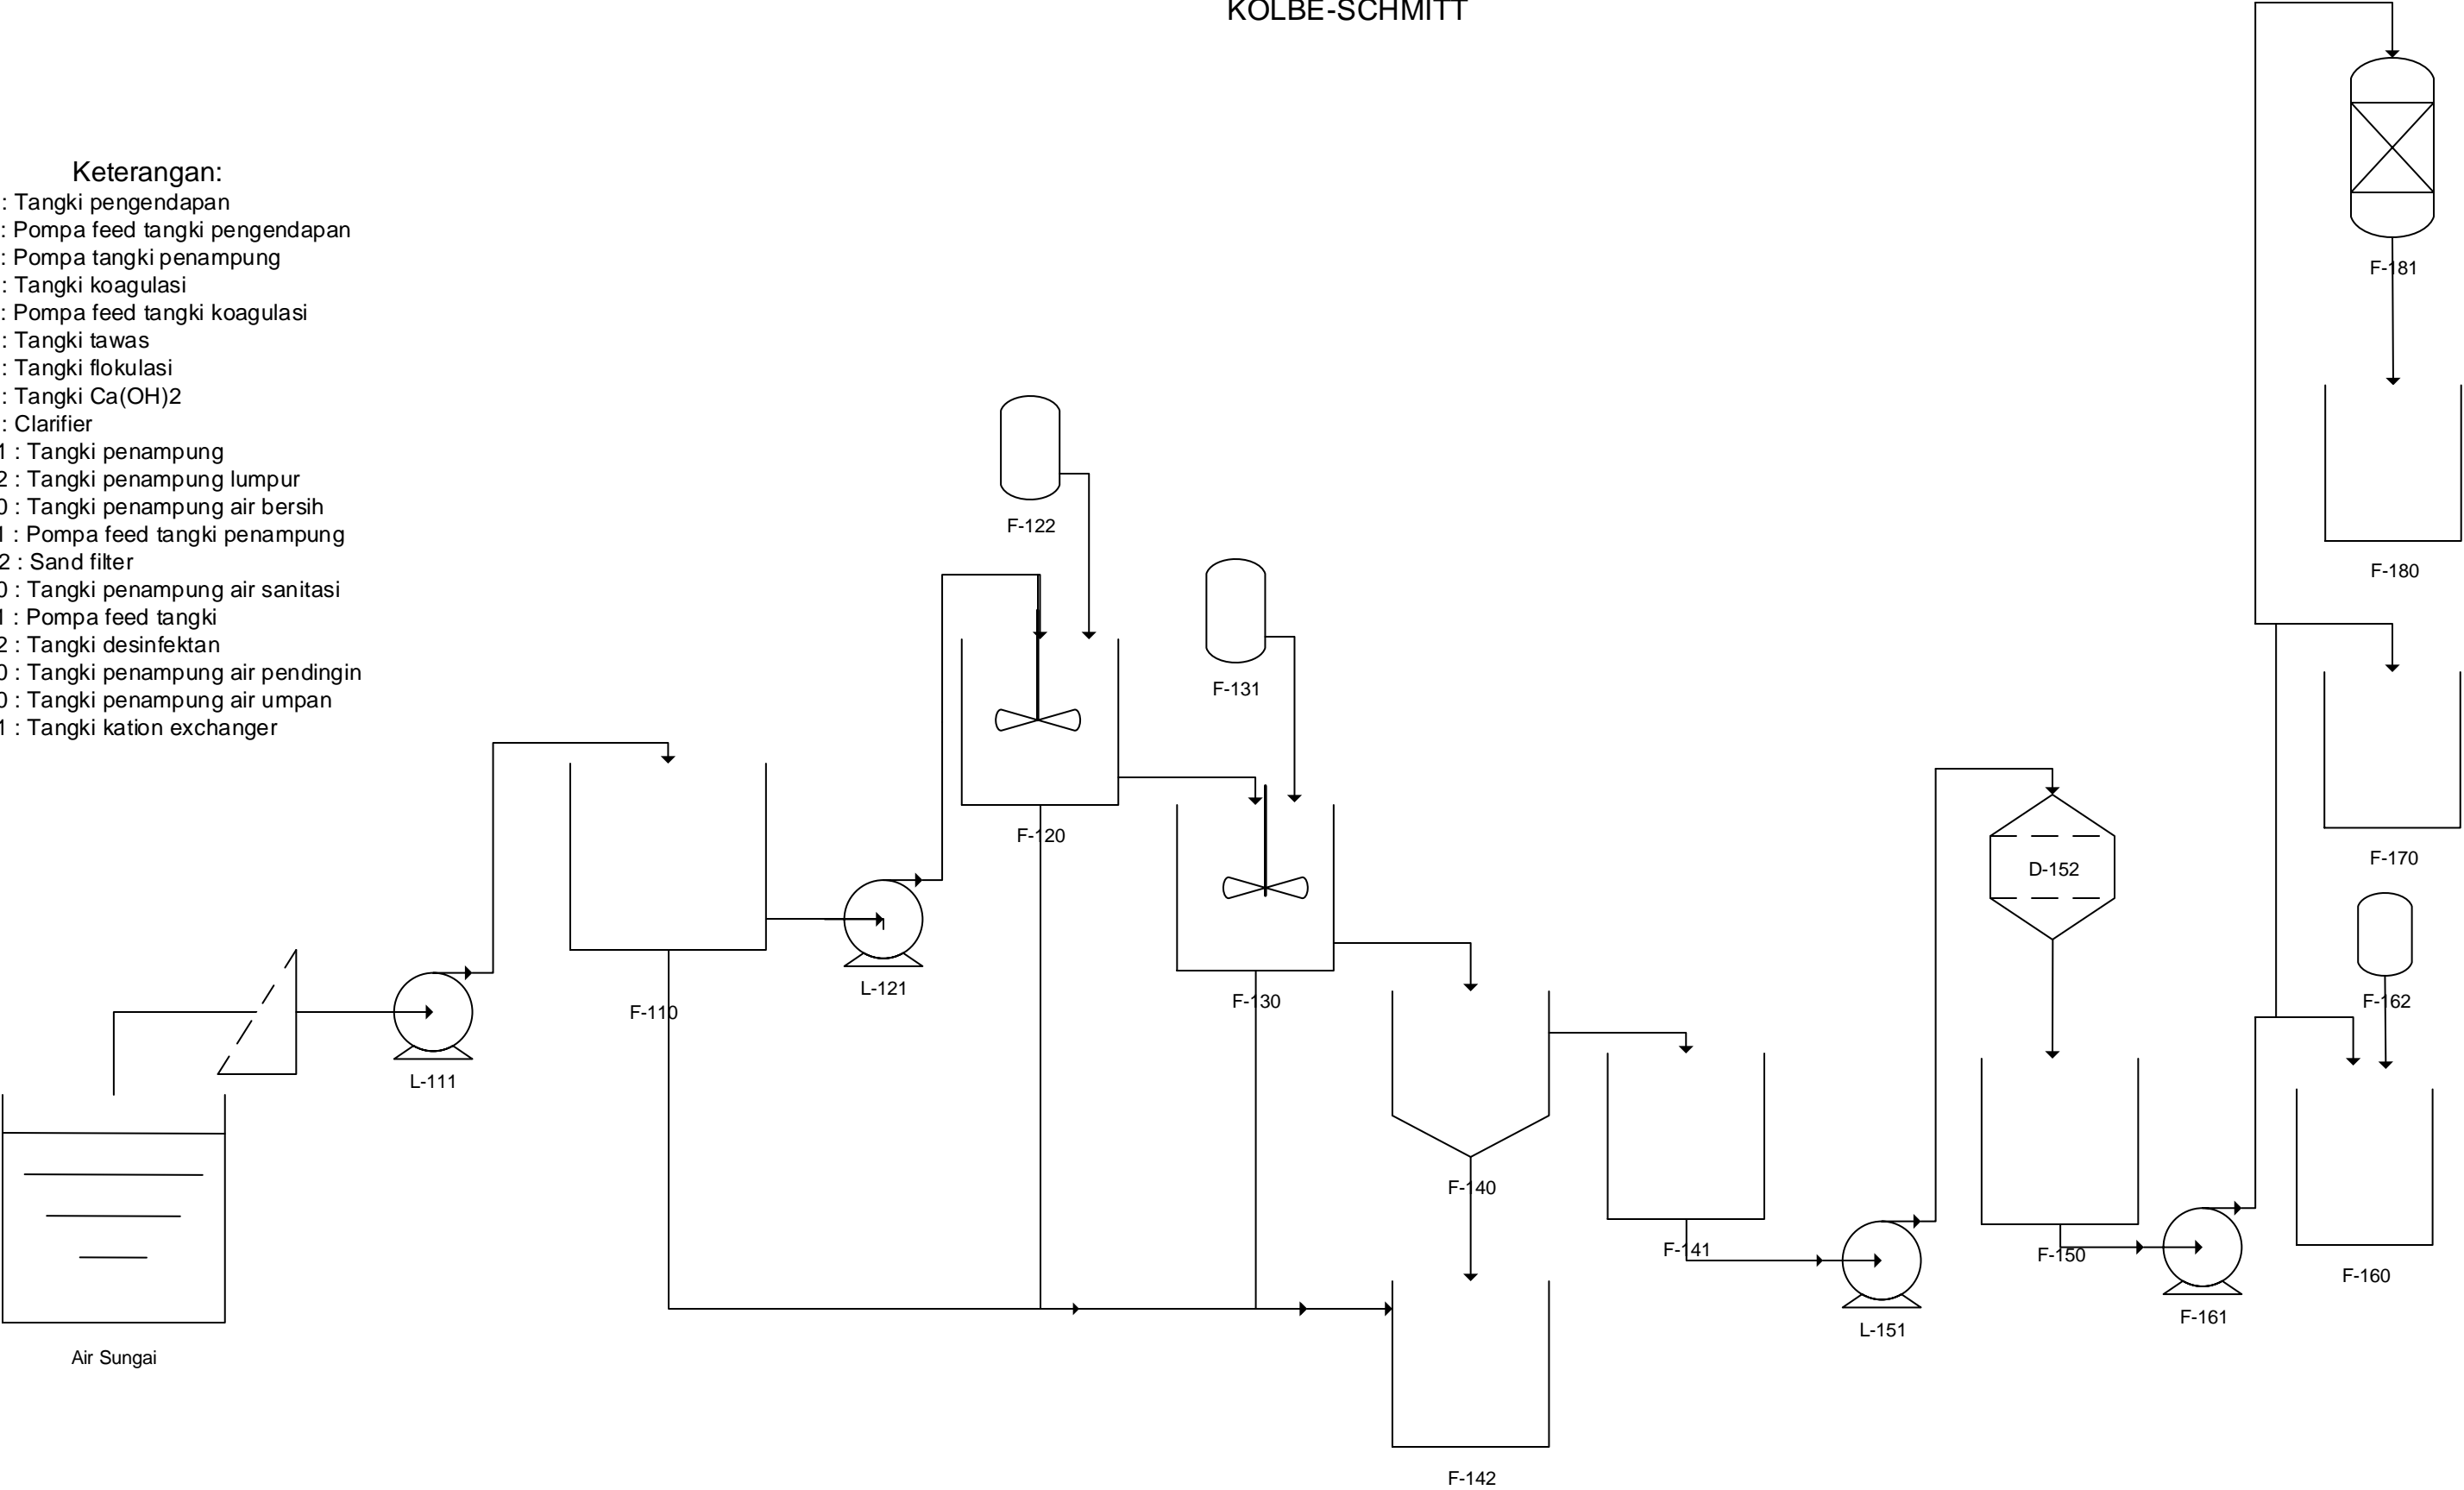 KOLBE-SCHMITT
Keterangan:
: Tangki pengendapan
: Pompa feed tangki pengendapan
: Pompa tangki penampung
: Tangki koagulasi
: Pompa feed tangki koagulasi
: Tangki tawas
: Tangki flokulasi
: Tangki Ca(OH)2
: Clarifier
1 : Tangki penampung
2 : Tangki penampung lumpur
0 : Tangki penampung air bersih
1 : Pompa feed tangki penampung
2 : Sand filter
0 : Tangki penampung air sanitasi
1 : Pompa feed tangki
2 : Tangki desinfektan
0 : Tangki penampung air pendingin
0 : Tangki penampung air umpan
1 : Tangki kation exchanger
F-181
F-122
F-180
F-131
F-120
F-170
D-152
L-121
F-130
F-162
F-110
L-111
F-140
F-141
F-150
F-160
F-161
L-151
Air Sungai
F-142